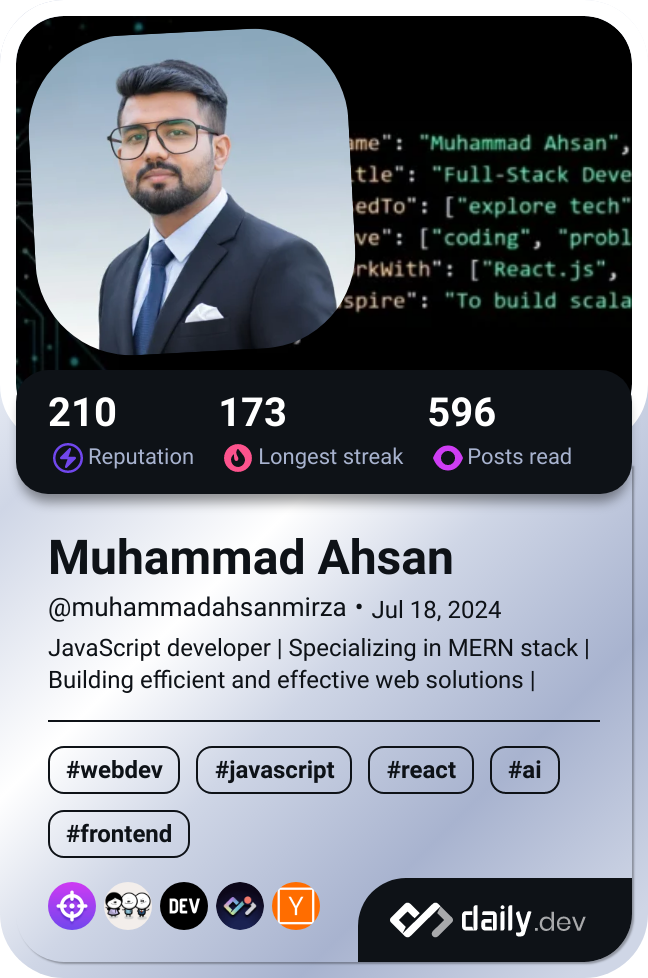 ame": "Muhammad Ahsan",
tle": "Full-Stack Deve
edTo": ["explore tech"
ve": ["coding", "probl
rkWith": ["React.js",
spire": "To build scala
210 173 596
Reputation Longest streak Posts read
Muhammad Ahsan
@muhammadahsanmirza • Jul 18, 2024
JavaScript developer | Specializing in MERN stack |
Building efficient and effective web solutions |
#webdev #javascript #react #ai
#frontend
DEV Y daily.dev